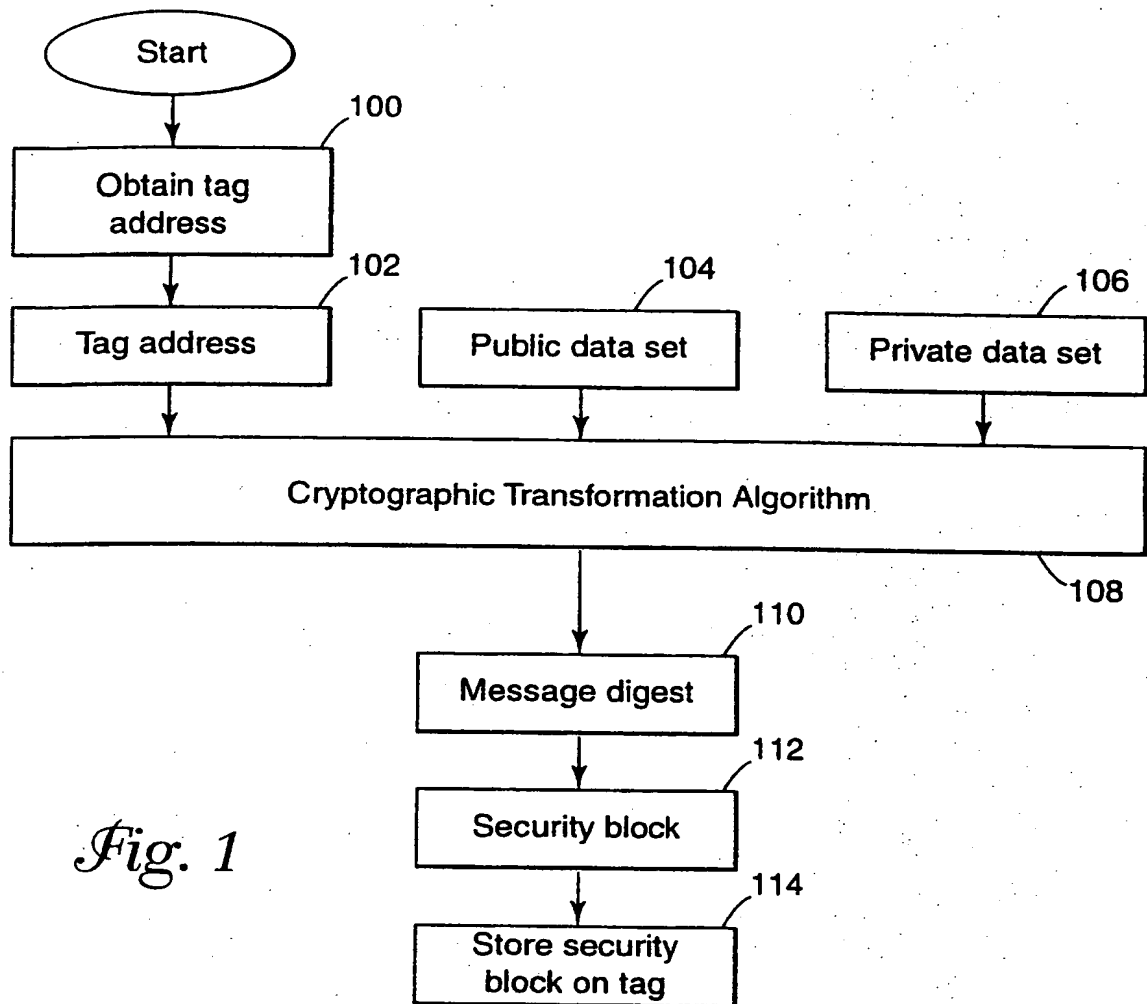 Start
100
Obtain tag
address
102
104
106
Tag address
Public data set
Private data set
Cryptographic Transformation Algorithm
108
110
Message digest
112
Security block
Fig. 1
114
Store security
block on tag